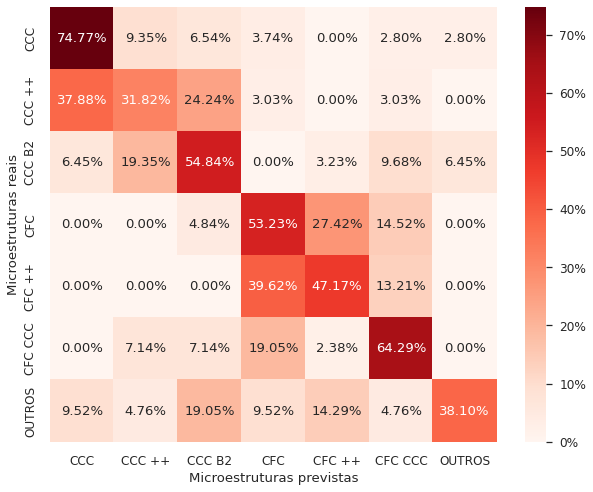 CCC 74.77% 9.35% 6.54% 3.74% 0.00% 2.80% 2.80%
CCC ++ 37.88% 31.82% 24.24% 3.03% 0.00% 3.03% 0.00%
CCC B2 6.45% 19.35% 54.84% 0.00% 3.23% 9.68% 6.45%
CFC 0.00% 0.00% 4.84% 53.23% 27.42% 14.52% 0.00%
CFC ++ 0.00% 0.00% 0.00% 39.62% 47.17% 13.21% 0.00%
CFC CCC 0.00% 7.14% 7.14% 19.05% 2.38% 64.29% 0.00%
OUTROS 9.52% 4.76% 19.05% 9.52% 14.29% 4.76% 38.10%
CCC CCC ++ CCC B2 CFC CFC ++ CFC CCC OUTROS
Microestruturas previstas
Microestruturas reais
70%
60%
50%
40%
30%
20%
10%
0%